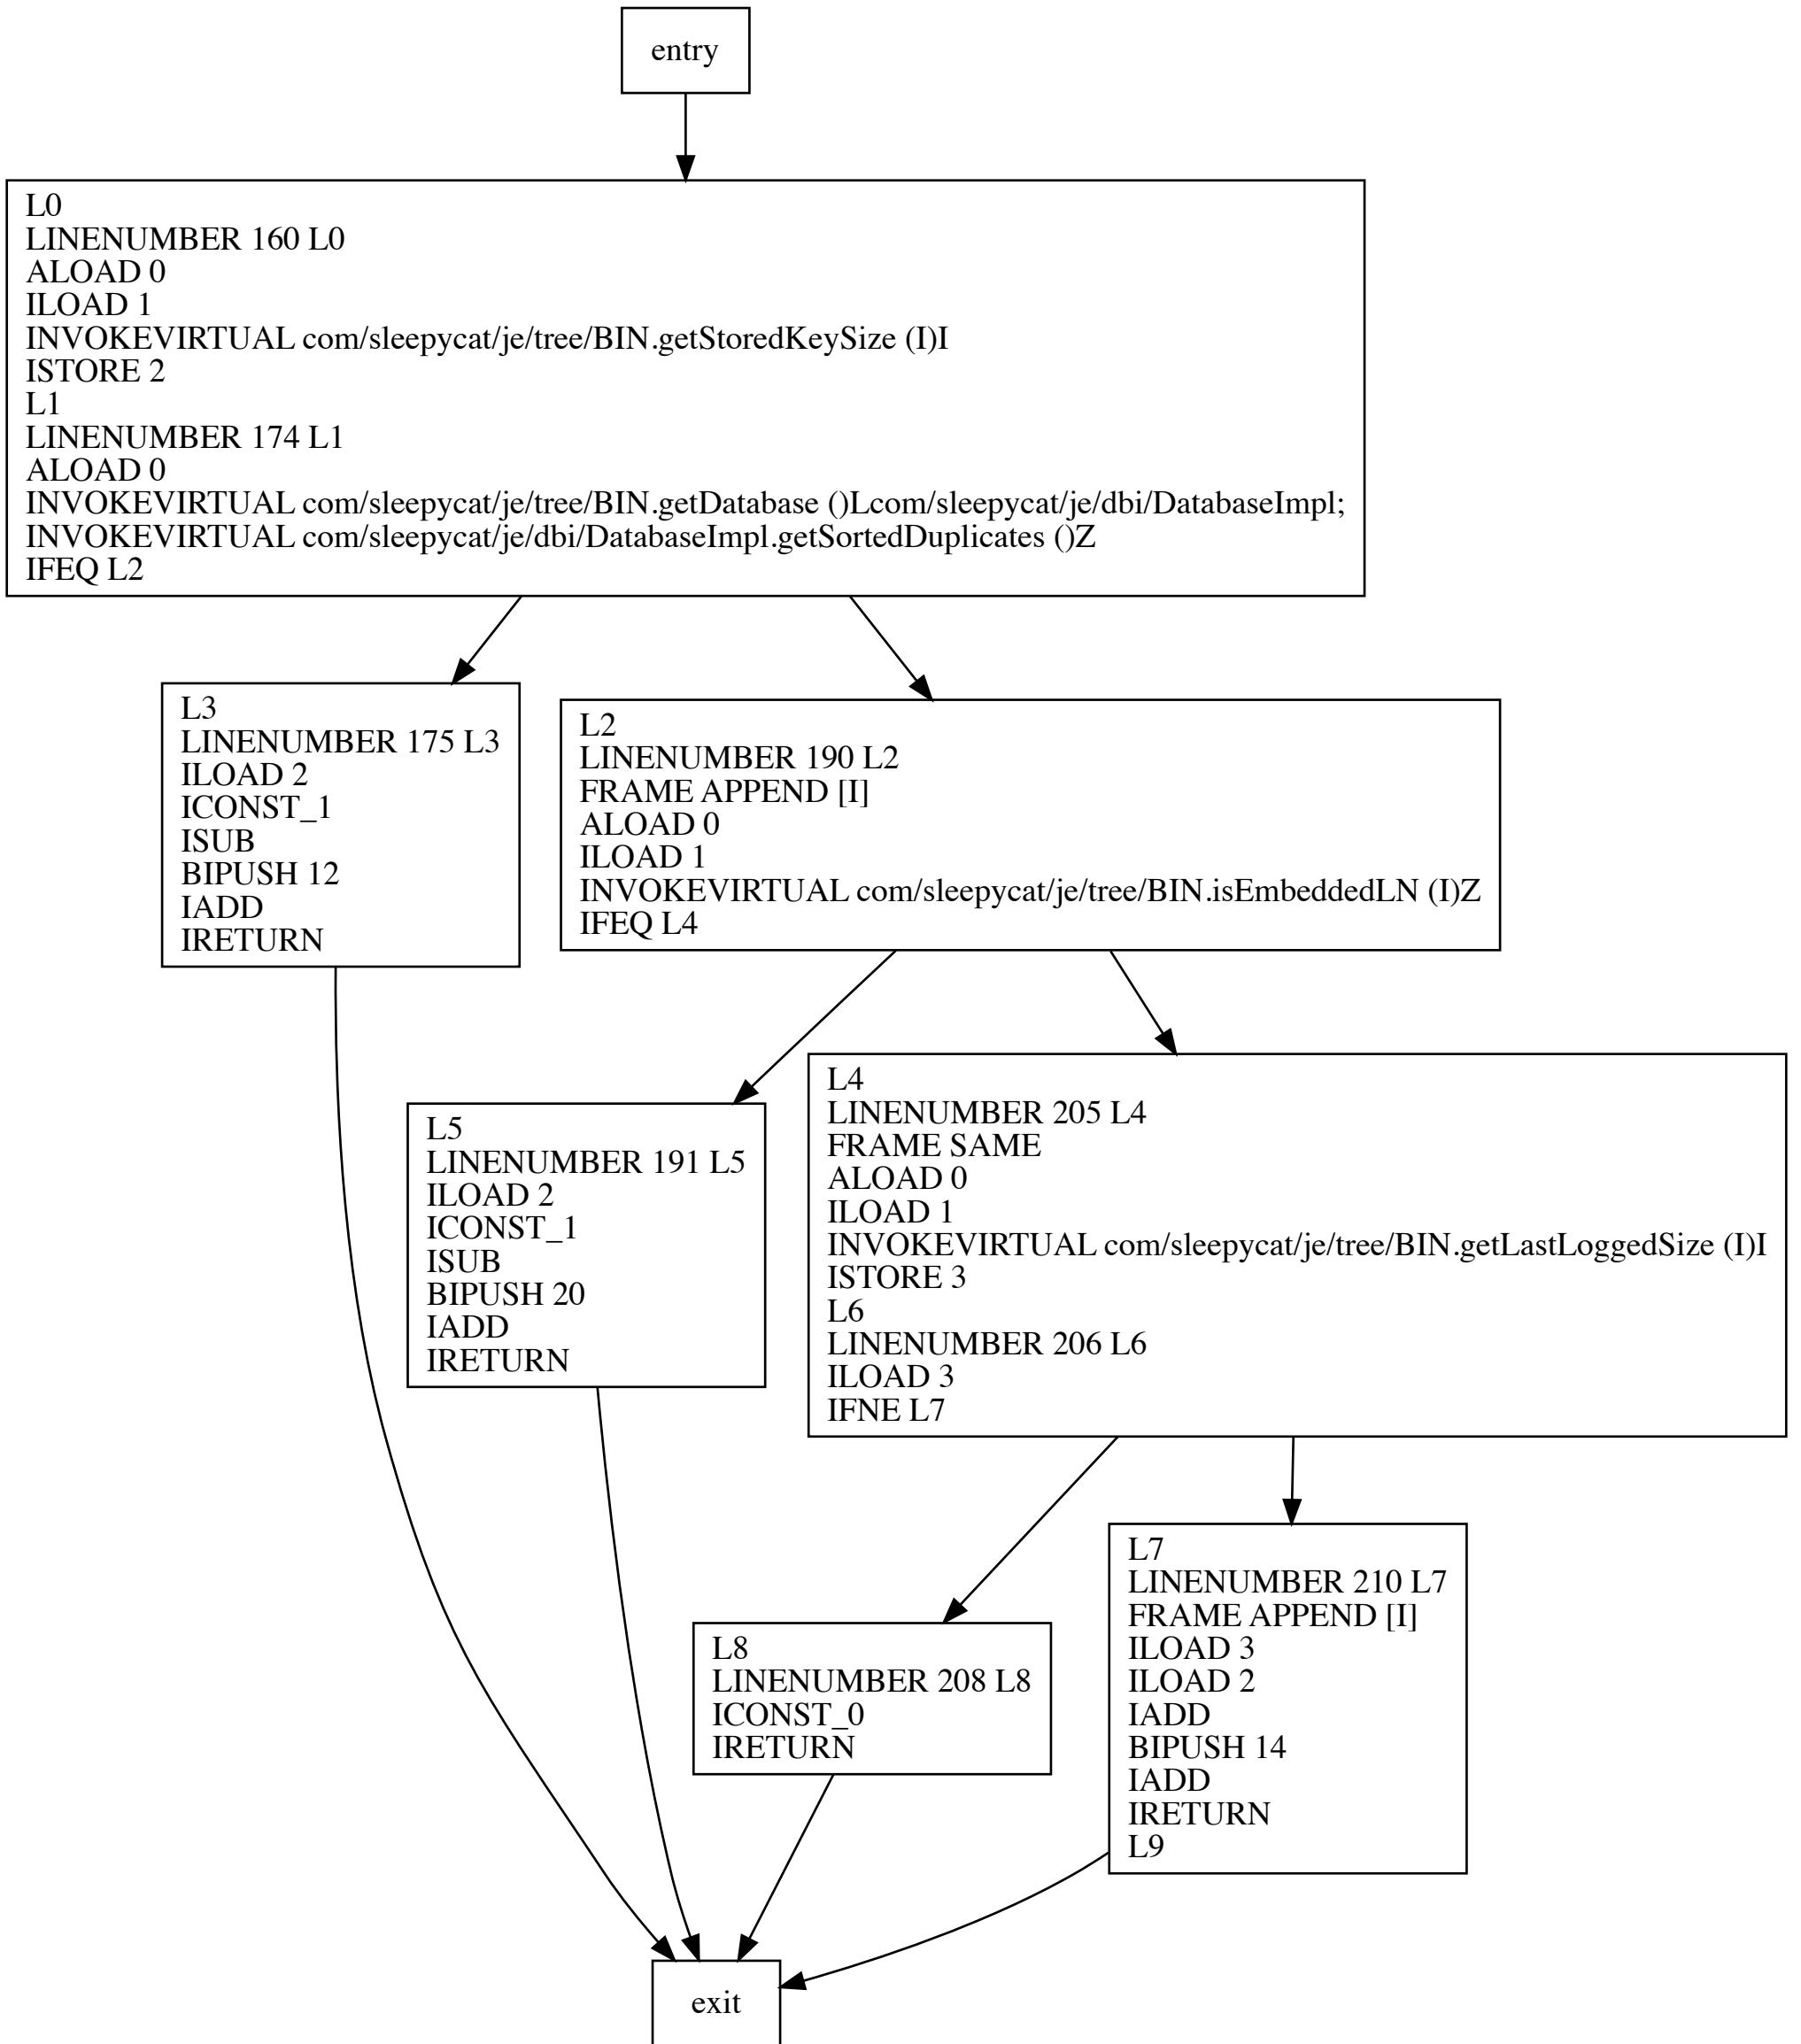 entry
L0
LINENUMBER 160 L0
ALOAD 0
ILOAD 1
INVOKEVIRTUAL com/sleepycat/je/tree/BIN.getStoredKeySize (I)I
ISTORE 2
L1
LINENUMBER 174 L1
ALOAD 0
INVOKEVIRTUAL com/sleepycat/je/tree/BIN.getDatabase ()Lcom/sleepycat/je/dbi/DatabaseImpl;
INVOKEVIRTUAL com/sleepycat/je/dbi/DatabaseImpl.getSortedDuplicates ()Z
IFEQ L2
L3
LINENUMBER 175 L3
ILOAD 2
ICONST_1
ISUB
BIPUSH 12
IADD
IRETURN
L2
LINENUMBER 190 L2
FRAME APPEND [I]
ALOAD 0
ILOAD 1
INVOKEVIRTUAL com/sleepycat/je/tree/BIN.isEmbeddedLN (I)Z
IFEQ L4
L5
LINENUMBER 191 L5
ILOAD 2
ICONST_1
ISUB
BIPUSH 20
IADD
IRETURN
L4
LINENUMBER 205 L4
FRAME SAME
ALOAD 0
ILOAD 1
INVOKEVIRTUAL com/sleepycat/je/tree/BIN.getLastLoggedSize (I)I
ISTORE 3
L6
LINENUMBER 206 L6
ILOAD 3
IFNE L7
L8
LINENUMBER 208 L8
ICONST_0
IRETURN
L7
LINENUMBER 210 L7
FRAME APPEND [I]
ILOAD 3
ILOAD 2
IADD
BIPUSH 14
IADD
IRETURN
L9
exit